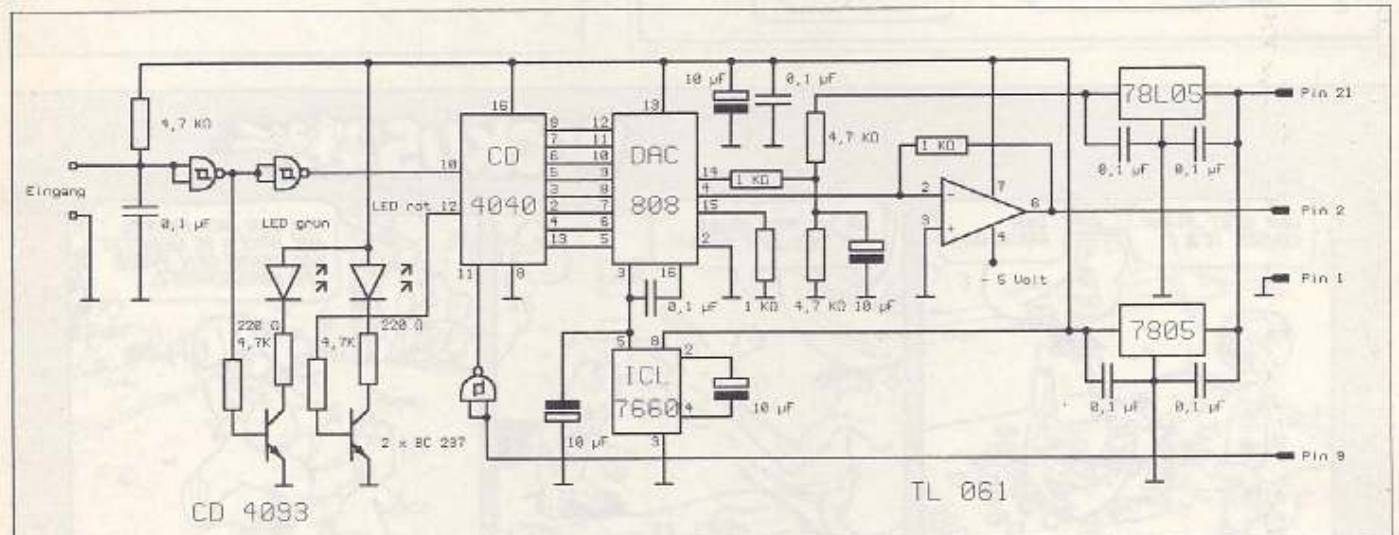 4,7 KΩ
Eingang
0,1 µF
LED grün
LED rot
220 Ω
4,7K
220 Ω
4,7K
2 x BC 237
CD 4093
16
10
12
11
8
CD
4040
9
7
6
5
3
2
4
13
13
12
11
10
9
8
7
6
5
DAC
808
14
4
15
2
3
16
10 µF
0,1 µF
4,7 KΩ
1 KΩ
1 KΩ
2
3
7
6
4
- 5 Volt
0,1 µF
1 KΩ
4,7 KΩ
10 µF
5
8
2
4
3
ICL
7660
10 µF
10 µF
TL 061
78L05
0,1 µF
0,1 µF
7805
0,1 µF
0,1 µF
Pin 21
Pin 2
Pin 1
Pin 9